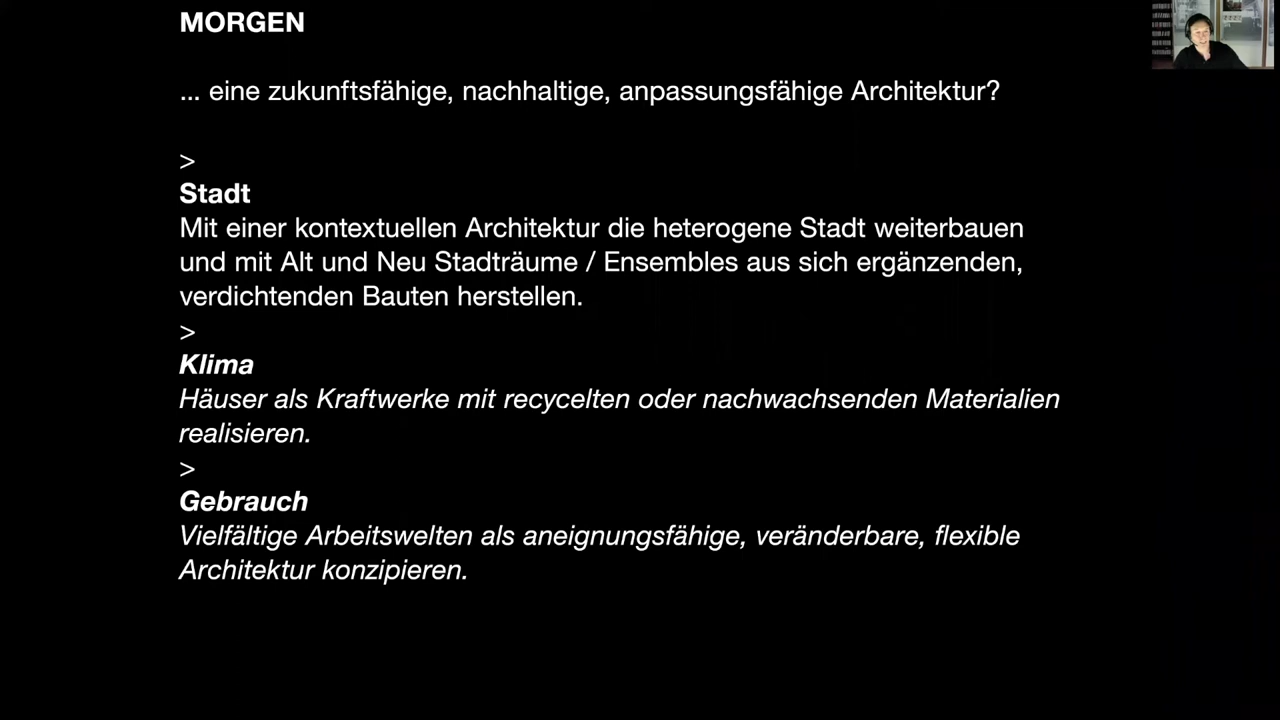 MORGEN
... eine zukunftsfähige, nachhaltige, anpassungsfähige Architektur?
>
Stadt
Mit einer kontextuellen Architektur die heterogene Stadt weiterbauen
und mit Alt und Neu Stadträume / Ensembles aus sich ergänzenden,
verdichtenden Bauten herstellen.
>
Klima
Häuser als Kraftwerke mit recycelten oder nachwachsenden Materialien
realisieren.
>
Gebrauch
Vielfältige Arbeitswelten als aneignungsfähige, veränderbare, flexible
Architektur konzipieren.